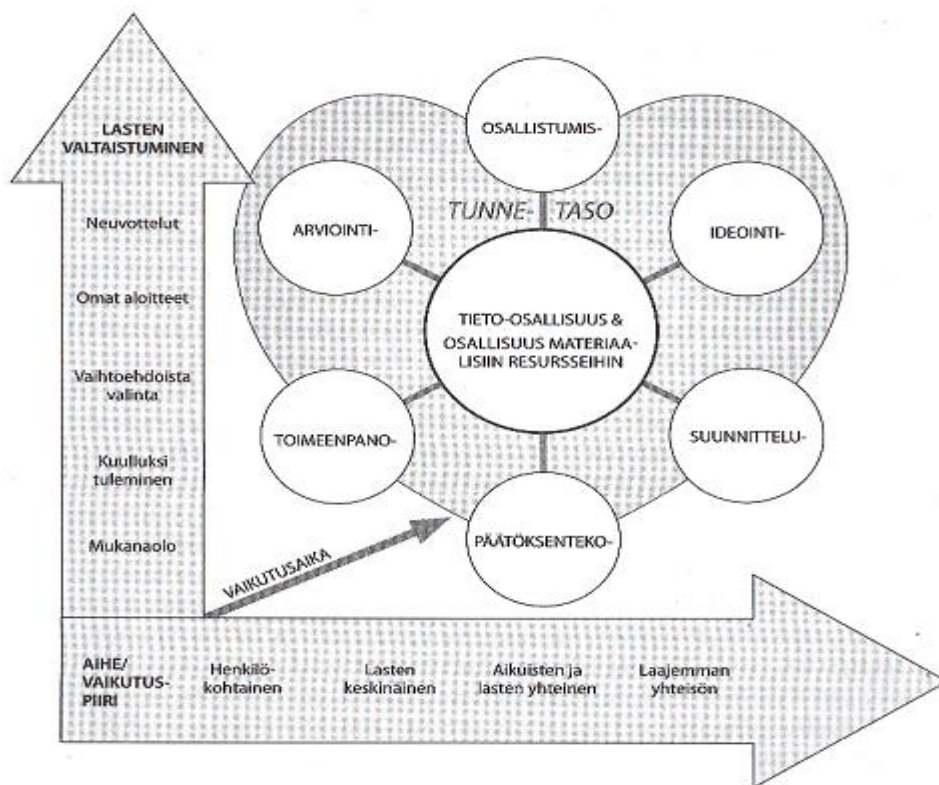 LASTEN
VALTAISTUMINEN
Neuvottelut
Omat aloitteet
Vaihtoehdoista
valinta
Kuulluksi
tuleminen
Mukanaolo
OSALLISTUMIS-
TUNNE- TASO
ARVIOINTI-
IDEOINTI-
TIETO-OSALLISUUS &
OSALLISUUS MATERIAA-
LISIIN RESURSSEIHIN
TOIMEENPANO-
SUUNNITTELU-
PÄÄTÖKSENTEKO-
VAIKUTUSAIKA
AIHE/
VAIKUTUS-
PIIRI
Henkilö-
kohtainen
Lasten
keskinäinen
Aikuisten ja
lasten yhteinen
Laajemman
yhteisön